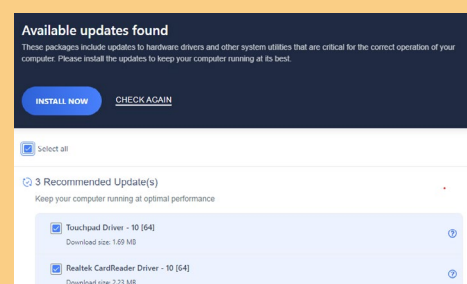 Available updates found
These packages include updates to hardware drivers and other system utilities that are critical for the correct operation of your
computer. Please install the updates to keep your computer running at its best.
INSTALL NOW CHECK AGAIN
Select all
3 Recommended Update(s)
Keep your computer running at optimal performance
Touchpad Driver - 10 [64]
Download size: 1.69 MB
Realtek CardReader Driver - 10 [64]
Download size: 2.23 MB